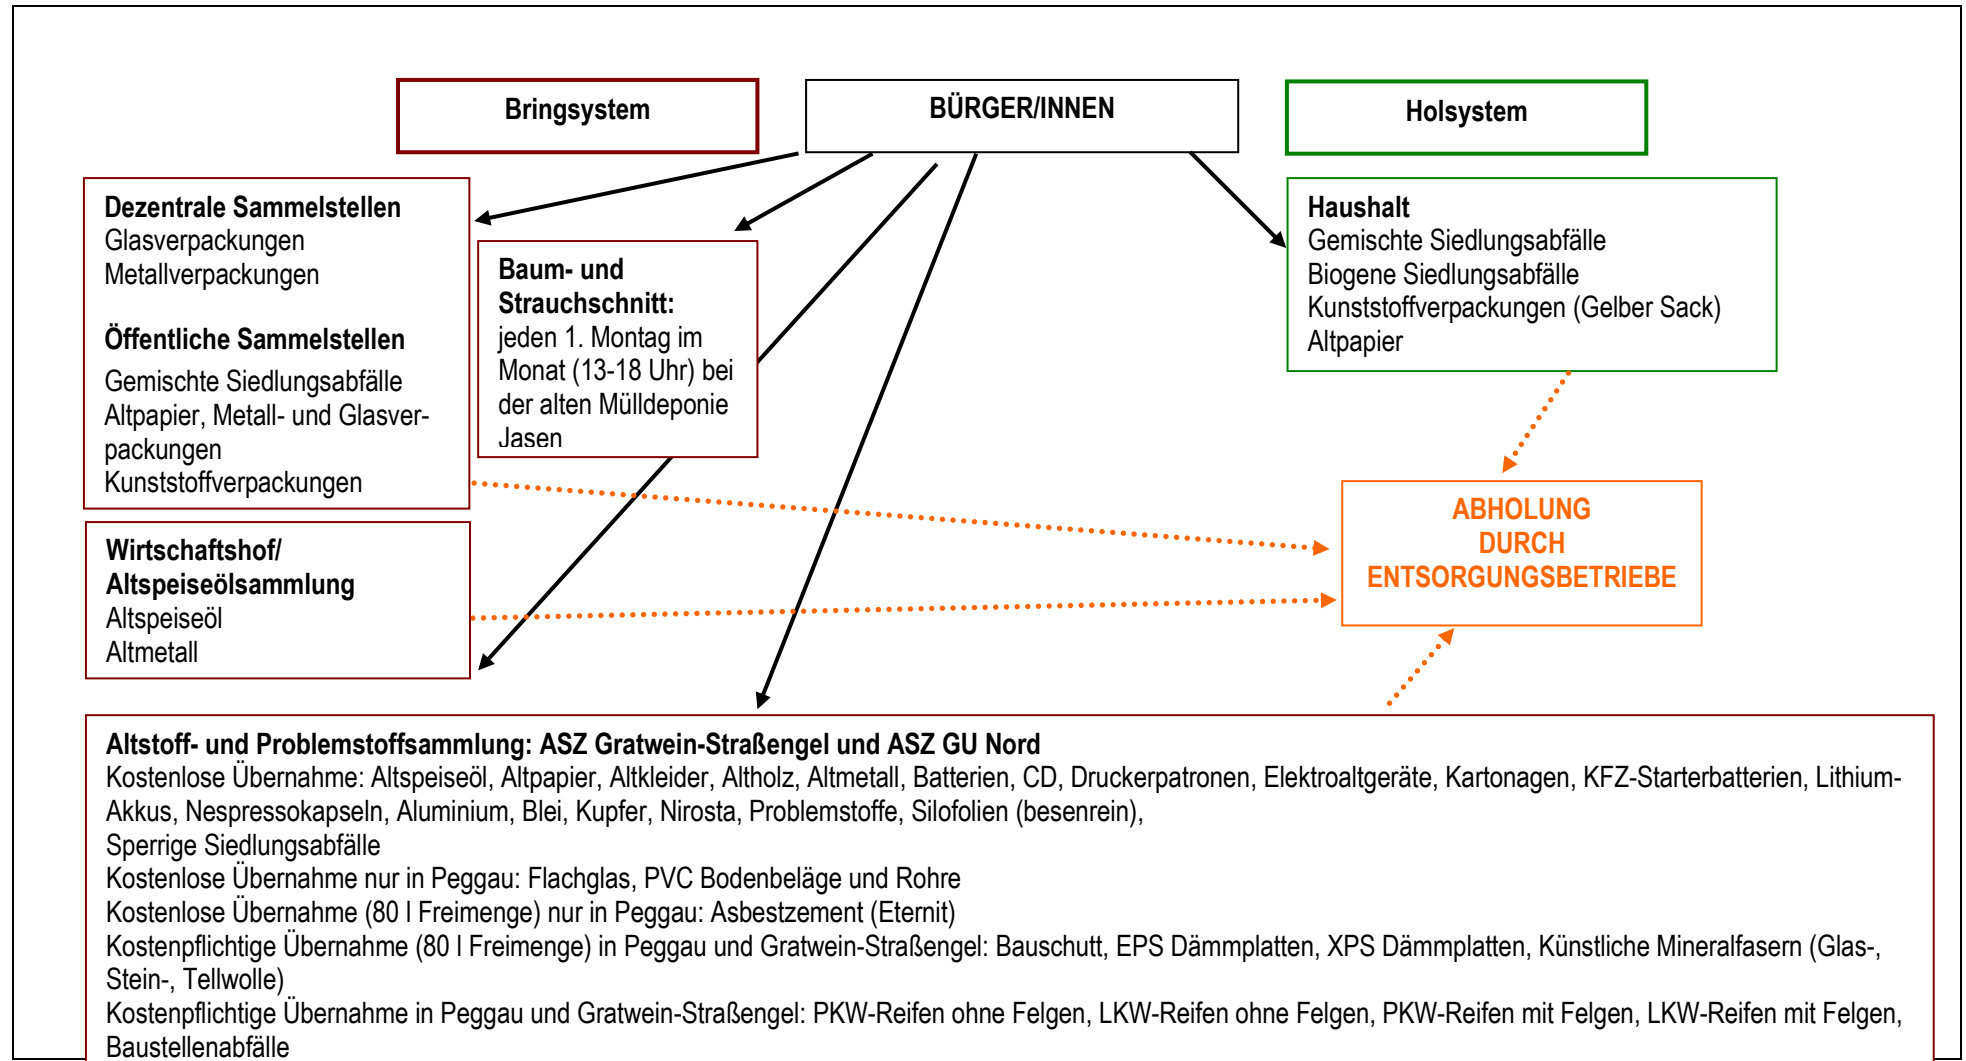 Bringsystem
BÜRGER/INNEN
Holsystem
Dezentrale Sammelstellen
Glasverpackungen
Metallverpackungen
Öffentliche Sammelstellen
Gemischte Siedlungsabfälle
Altpapier, Metall- und Glasver-
packungen
Kunststoffverpackungen
Baum- und
Strauchschnitt:
jeden 1. Montag im
Monat (13-18 Uhr) bei
der alten Mülldeponie
Jasen
Haushalt
Gemischte Siedlungsabfälle
Biogene Siedlungsabfälle
Kunststoffverpackungen (Gelber Sack)
Altpapier
Wirtschaftshof/
Altspeiseölsammlung
Altspeiseöl
Altmetall
ABHOLUNG
DURCH
ENTSORGUNGSBETRIEBE
Altstoff- und Problemstoffsammlung: ASZ Gratwein-Straßengel und ASZ GU Nord
Kostenlose Übernahme: Altspeiseöl, Altpapier, Altkleider, Altholz, Altmetall, Batterien, CD, Druckerpatronen, Elektroaltgeräte, Kartonagen, KFZ-Starterbatterien, Lithium-
Akkus, Nespressokapseln, Aluminium, Blei, Kupfer, Nirosta, Problemstoffe, Silofolien (besenrein),
Sperrige Siedlungsabfälle
Kostenlose Übernahme nur in Peggau: Flachglas, PVC Bodenbeläge und Rohre
Kostenlose Übernahme (80 l Freimenge) nur in Peggau: Asbestzement (Eternit)
Kostenpflichtige Übernahme (80 l Freimenge) in Peggau und Gratwein-Straßengel: Bauschutt, EPS Dämmplatten, XPS Dämmplatten, Künstliche Mineralfasern (Glas-,
Stein-, Tellwolle)
Kostenpflichtige Übernahme in Peggau und Gratwein-Straßengel: PKW-Reifen ohne Felgen, LKW-Reifen ohne Felgen, PKW-Reifen mit Felgen, LKW-Reifen mit Felgen,
Baustellenabfälle